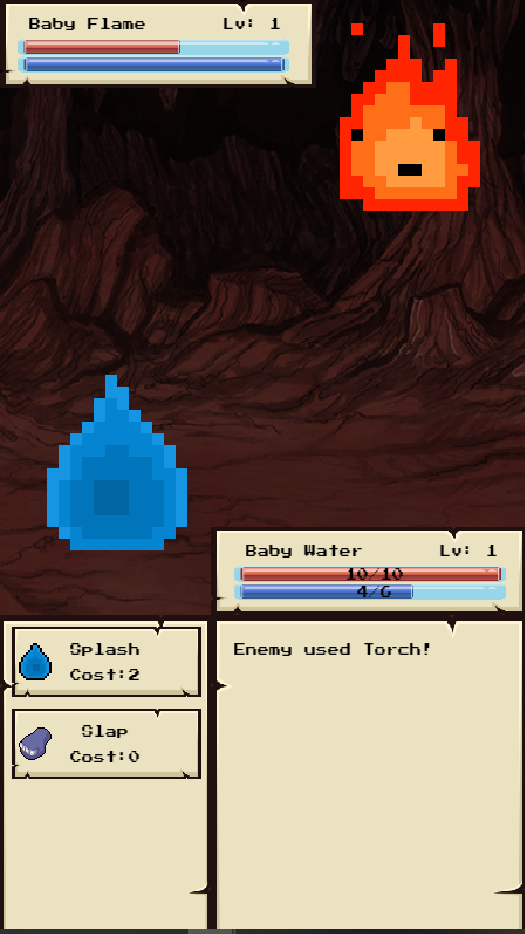 Baby Flame Lv: 1
Baby Water Lv: 1
10/10
4/6
Splash
Cost:2
Slap
Cost:0
Enemy used Torch!